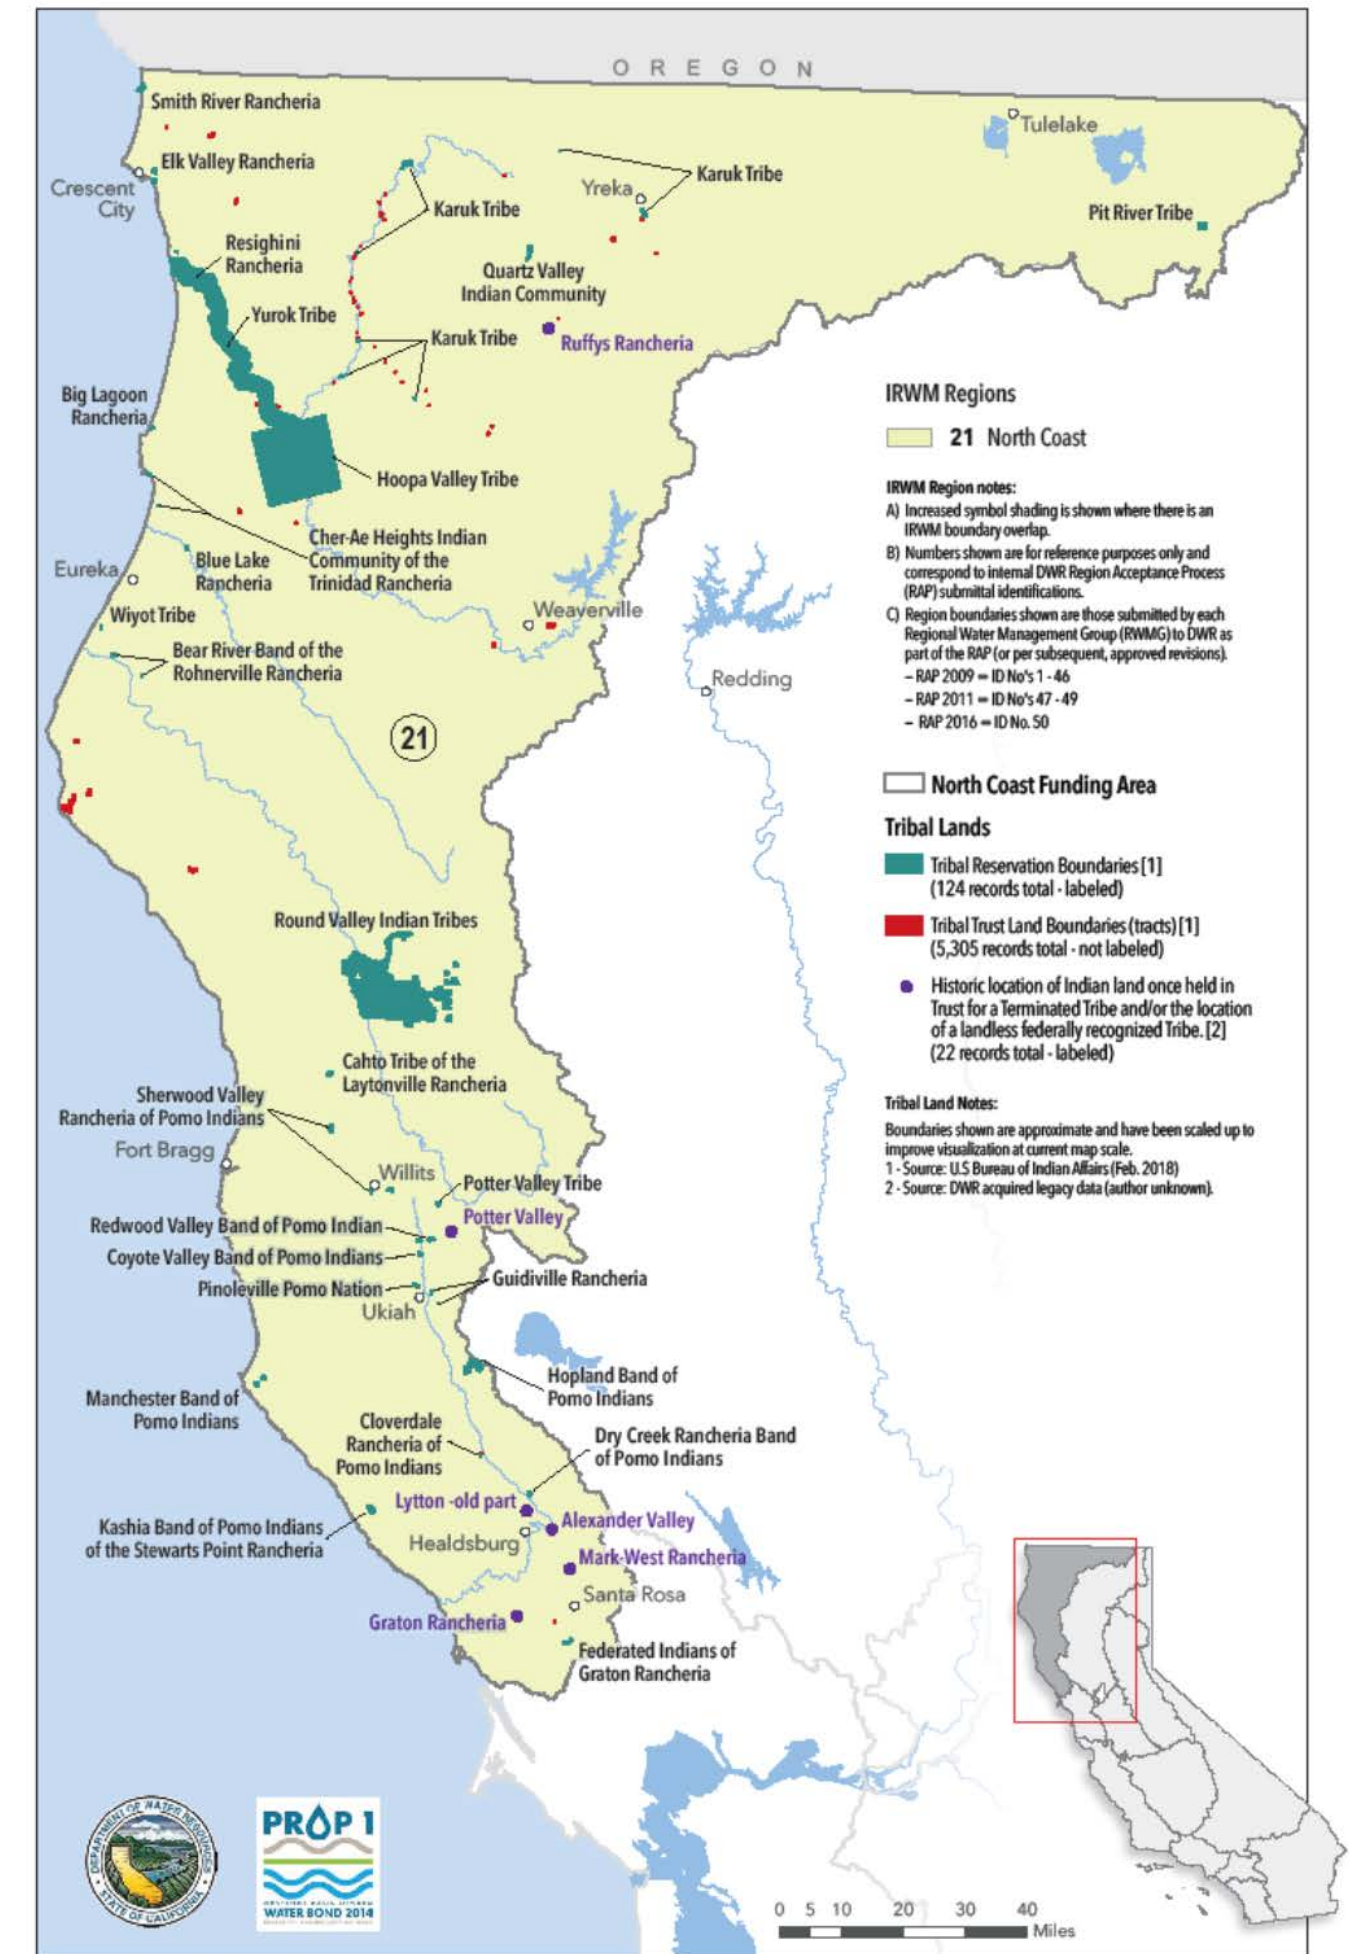 OREGON
Smith River Rancheria
Tulelake
Elk Valley Rancheria
Crescent
City
Karuk Tribe
Yreka
Karuk Tribe
Pit River Tribe
Resighini
Rancheria
Quartz Valley
Indian Community
Yurok Tribe
Karuk Tribe
Ruffys Rancheria
Big Lagoon
Rancheria
Hoopa Valley Tribe
Cher-Ae Heights Indian
Community of the
Trinidad Rancheria
Blue Lake
Rancheria
Eureka
Weaverville
Wiyot Tribe
Bear River Band of the
Rohnerville Rancheria
Redding
21
Round Valley Indian Tribes
Cahto Tribe of the
Laytonville Rancheria
Sherwood Valley
Rancheria of Pomo Indians
Fort Bragg
Willits
Potter Valley Tribe
Potter Valley
Redwood Valley Band of Pomo Indian
Coyote Valley Band of Pomo Indians
Pinoleville Pomo Nation
Guidiville Rancheria
Ukiah
Hopland Band of
Pomo Indians
Manchester Band of
Pomo Indians
Cloverdale
Rancheria of
Pomo Indians
Dry Creek Rancheria Band
of Pomo Indians
Lytton -old part
Alexander Valley
Kashia Band of Pomo Indians
of the Stewarts Point Rancheria
Healdsburg
Mark-West Rancheria
Santa Rosa
Graton Rancheria
Federated Indians of
Graton Rancheria
IRWM Regions
21 North Coast
IRWM Region notes:
A) Increased symbol shading is shown where there is an
IRWM boundary overlap.
B) Numbers shown are for reference purposes only and
correspond to internal DWR Region Acceptance Process
(RAP) submittal identifications.
C) Region boundaries shown are those submitted by each
Regional Water Management Group (RWMG) to DWR as
part of the RAP (or per subsequent, approved revisions).
– RAP 2009 = ID No's 1 - 46
– RAP 2011 = ID No's 47 - 49
– RAP 2016 = ID No. 50
North Coast Funding Area
Tribal Lands
Tribal Reservation Boundaries [1]
(124 records total - labeled)
Tribal Trust Land Boundaries (tracts) [1]
(5,305 records total - not labeled)
Historic location of Indian land once held in
Trust for a Terminated Tribe and/or the location
of a landless federally recognized Tribe. [2]
(22 records total - labeled)
Tribal Land Notes:
Boundaries shown are approximate and have been scaled up to
improve visualization at current map scale.
1 - Source: U.S Bureau of Indian Affairs (Feb. 2018)
2 - Source: DWR acquired legacy data (author unknown).
DEPARTMENT OF WATER RESOURCES
STATE OF CALIFORNIA
PROP 1
WATER BOND 2014
0 5 10 20 30 40
Miles